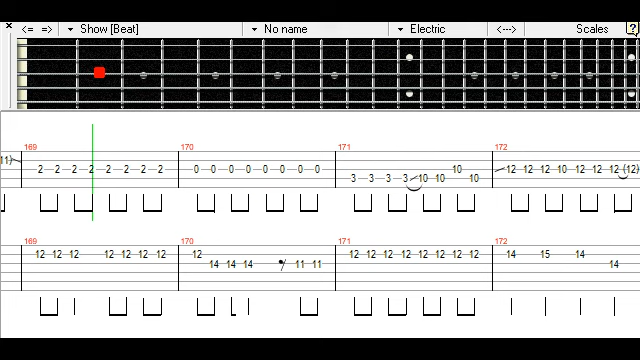 × <= => ▼ Show [Beat] ▼ No name ▼ Electric <---> Scales ?
169 170 171 172
11) 2 2 2 2 2 2 2 2 0 0 0 0 0 0 0 0 3 3 3 3 10 10 10 10 12 12 12 10 12 12 12 (12)
169 170 171 172
12 12 12 12 12 12 12 12 14 14 14 11 11 12 12 12 12 12 12 12 12 14 15 14 14